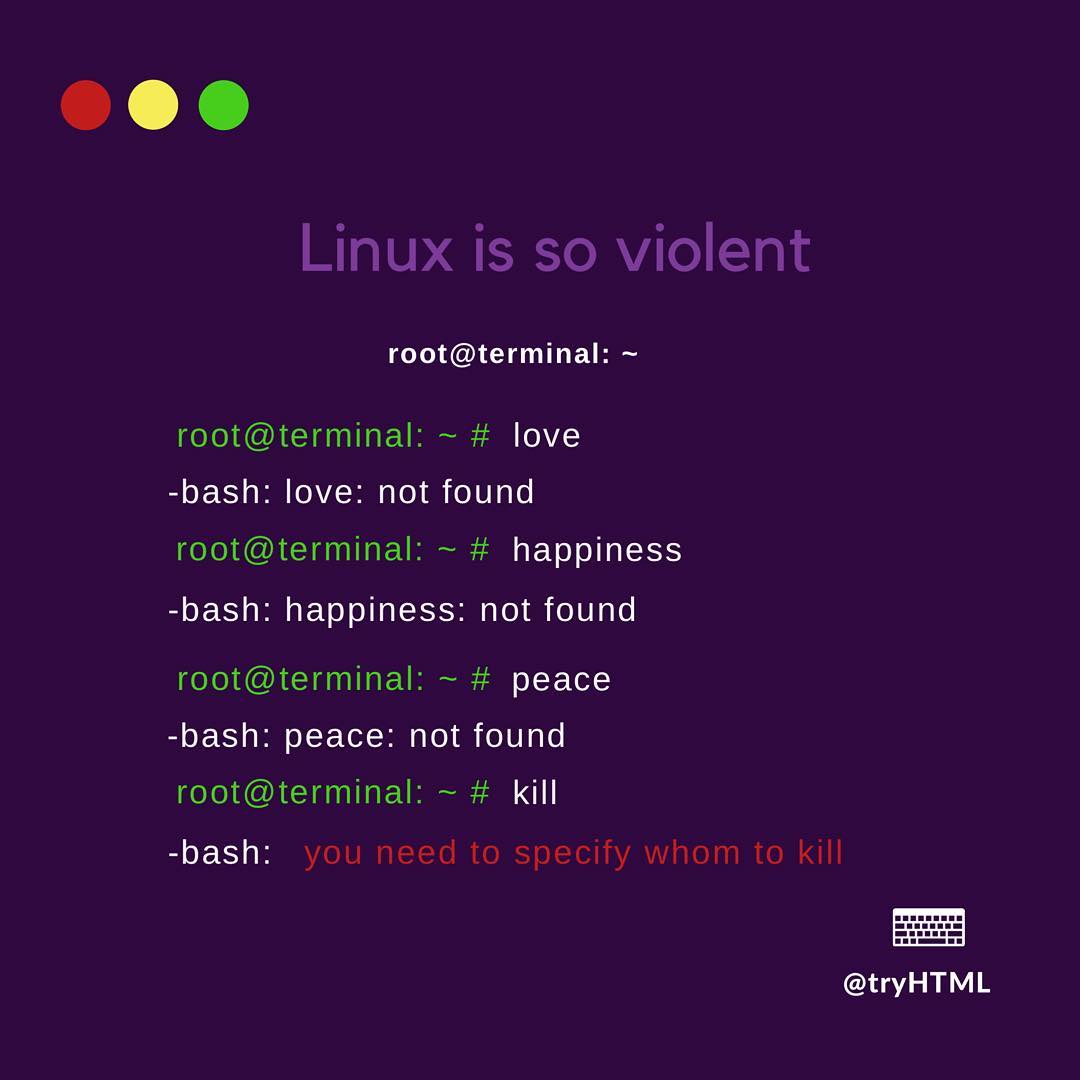 Linux is so violent
root@terminal: ~
root@terminal: ~ # love
-bash: love: not found
root@terminal: ~ # happiness
-bash: happiness: not found
root@terminal: ~ # peace
-bash: peace: not found
root@terminal: ~ # kill
-bash: you need to specify whom to kill
@tryHTML